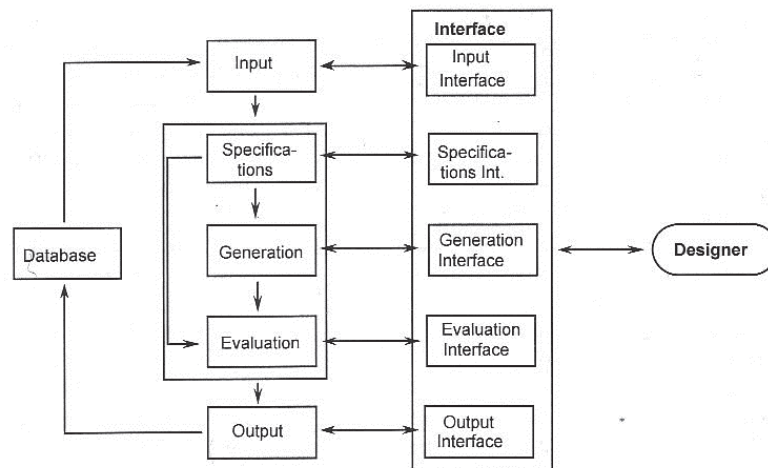 Interface
Input
Input
Interface
Specifica-
tions
Specifica-
tions Int.
Database
Generation
Generation
Interface
Designer
Evaluation
Evaluation
Interface
Output
Output
Interface